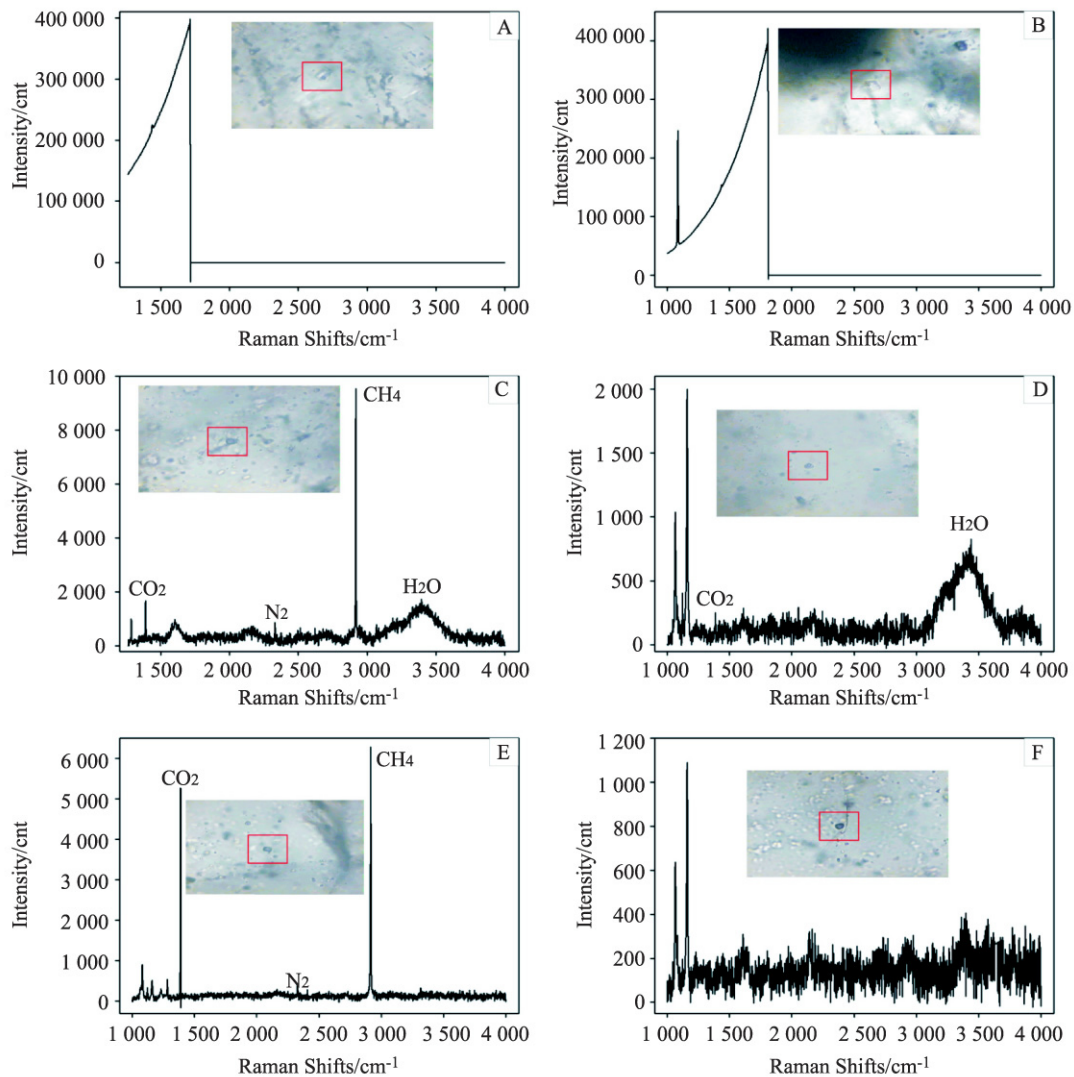 A
Intensity/cnt
400 000
300 000
200 000
100 000
0
1 500 2 000 2 500 3 000 3 500 4 000
Raman Shifts/cm-1
B
Intensity/cnt
400 000
300 000
200 000
100 000
0
1 000 1 500 2 000 2 500 3 000 3 500 4 000
Raman Shifts/cm-1
C
Intensity/cnt
10 000
8 000
6 000
4 000
2 000
0
CH4
CO2
N2
H2O
1 500 2 000 2 500 3 000 3 500 4 000
Raman Shifts/cm-1
D
Intensity/cnt
2 000
1 500
1 000
500
0
H2O
CO2
1 000 1 500 2 000 2 500 3 000 3 500 4 000
Raman Shifts/cm-1
E
Intensity/cnt
6 000
5 000
4 000
3 000
2 000
1 000
0
CO2
CH4
N2
1 000 1 500 2 000 2 500 3 000 3 500 4 000
Raman Shifts/cm-1
F
Intensity/cnt
1 200
1 000
800
600
400
200
0
1 000 1 500 2 000 2 500 3 000 3 500 4 000
Raman Shifts/cm-1